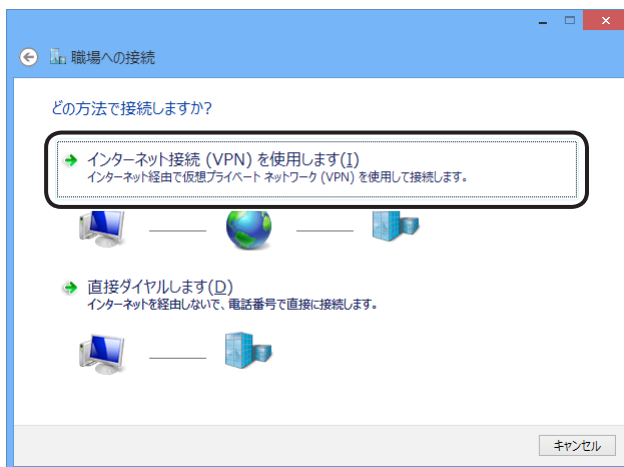 職場への接続
どの方法で接続しますか?
インターネット接続 (VPN) を使用します(I)
インターネット経由で仮想プライベート ネットワーク (VPN) を使用して接続します。
直接ダイヤルします(D)
インターネットを経由しないで、電話番号で直接に接続します。
キャンセル